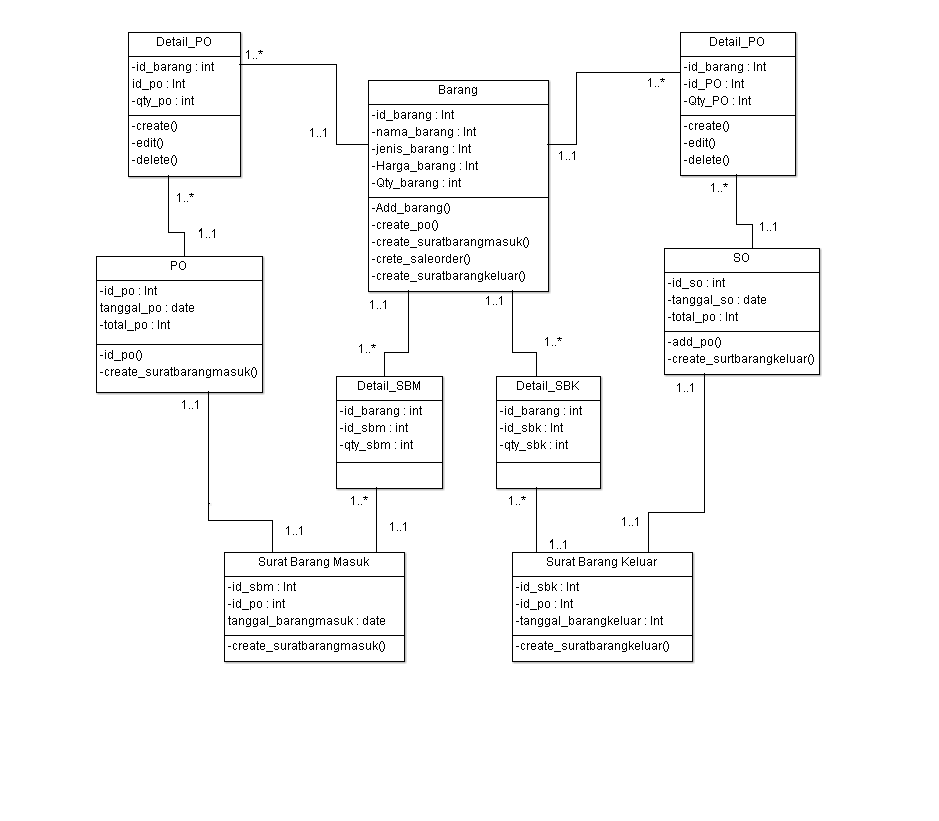 Detail_PO
-id_barang : int
id_po : Int
-qty_po : int
-create()
-edit()
-delete()
1..*
1..1
1..*
1..1
Barang
-id_barang : Int
-nama_barang : Int
-jenis_barang : Int
-Harga_barang : Int
-Qty_barang : int
-Add_barang()
-create_po()
-create_suratbarangmasuk()
-crete_saleorder()
-create_suratbarangkeluar()
Detail_PO
-id_barang : Int
-id_PO : Int
-Qty_PO : Int
-create()
-edit()
-delete()
1..*
1..1
1..*
1..1
PO
-id_po : Int
tanggal_po : date
-total_po : Int
-id_po()
-create_suratbarangmasuk()
1..1
1..1
SO
-id_so : int
-tanggal_so : date
-total_po : Int
-add_po()
-create_surtbarangkeluar()
1..1
1..1
1..1
1..*
1..1
1..*
Detail_SBM
-id_barang : int
-id_sbm : int
-qty_sbm : int
1..*
1..1
Detail_SBK
-id_barang : int
-id_sbk : Int
-qty_sbk : int
1..*
1..1
Surat Barang Masuk
-id_sbm : Int
-id_po : int
tanggal_barangmasuk : date
-create_suratbarangmasuk()
Surat Barang Keluar
-id_sbk : Int
-id_po : Int
-tanggal_barangkeluar : Int
-create_suratbarangkeluar()